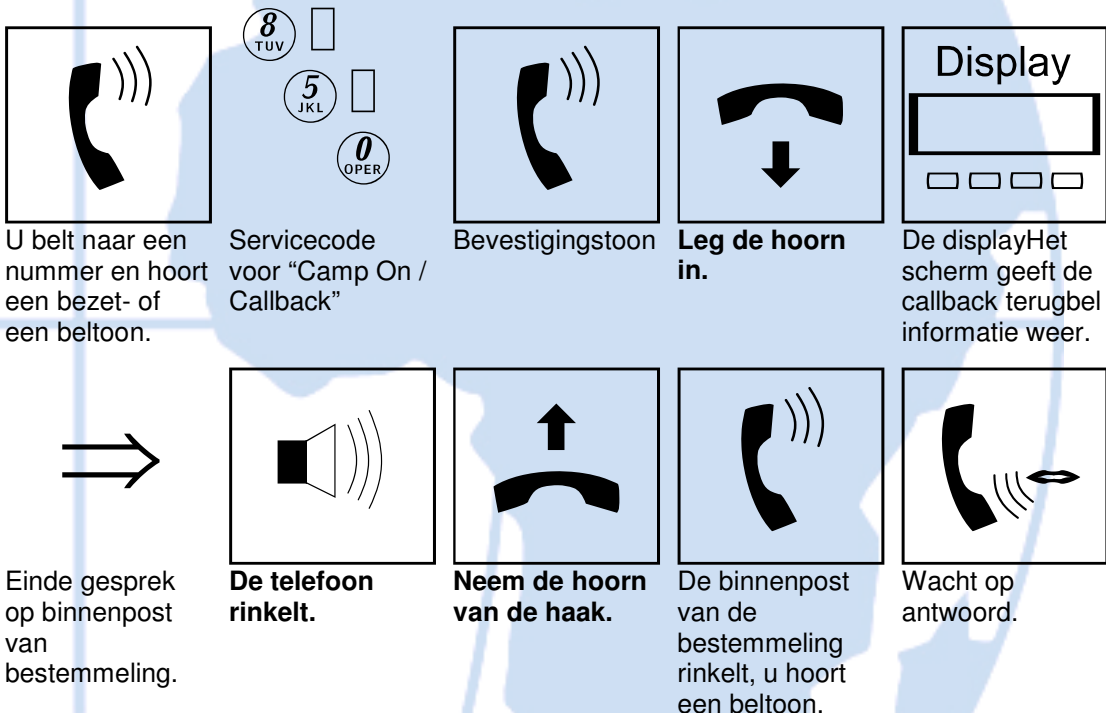 8
TUV
5
JKL
0
OPER
Display
U belt naar een
nummer en hoort
een bezet- of
een beltoon.
Servicecode
voor “Camp On /
Callback”
Bevestigingstoon
Leg de hoorn
in.
De displayHet
scherm geeft de
callback terugbel
informatie weer.
Einde gesprek
op binnenpost
van
bestemmeling.
De telefoon
rinkelt.
Neem de hoorn
van de haak.
De binnenpost
van de
bestemmeling
rinkelt, u hoort
een beltoon.
Wacht op
antwoord.